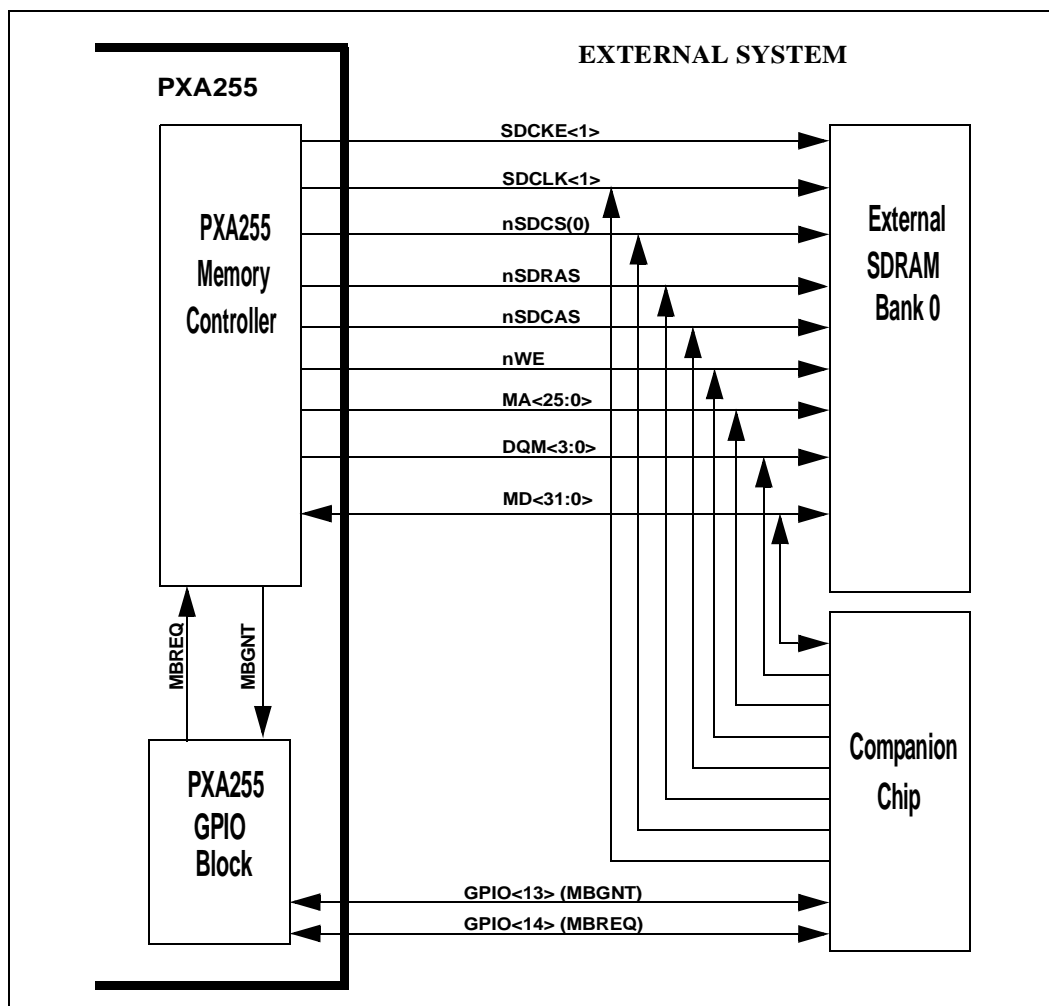 EXTERNAL SYSTEM
PXA255
SDCKE<1>
SDCLK<1>
nSDCS(0)
nSDRAS
nSDCAS
nWE
MA<25:0>
DQM<3:0>
MD<31:0>
PXA255
Memory
Controller
External
SDRAM
Bank 0
MBREQ
MBGNT
PXA255
GPIO
Block
Companion
Chip
GPIO<13> (MBGNT)
GPIO<14> (MBREQ)